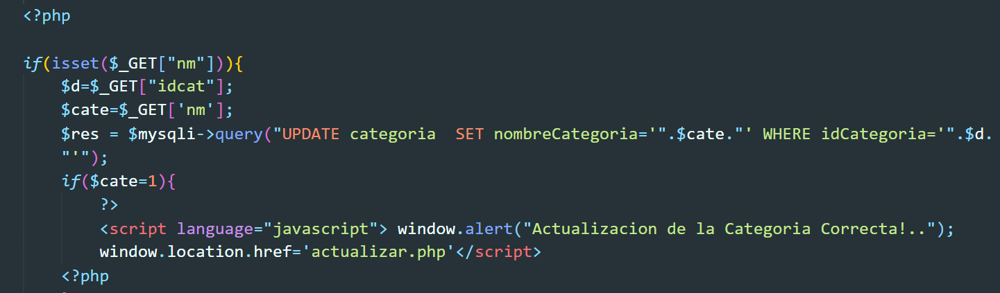 <?php
if(isset($_GET["nm"])){
$d=$_GET["idcat"];
$cate=$_GET['nm'];
$res = $mysqli->query("UPDATE categoria  SET nombreCategoria='".$cate."' WHERE idCategoria='".$d.
"'");
if($cate=1){
?>
<script language="javascript"> window.alert("Actualizacion de la Categoria Correcta!..");
window.location.href='actualizar.php'</script>
<?php